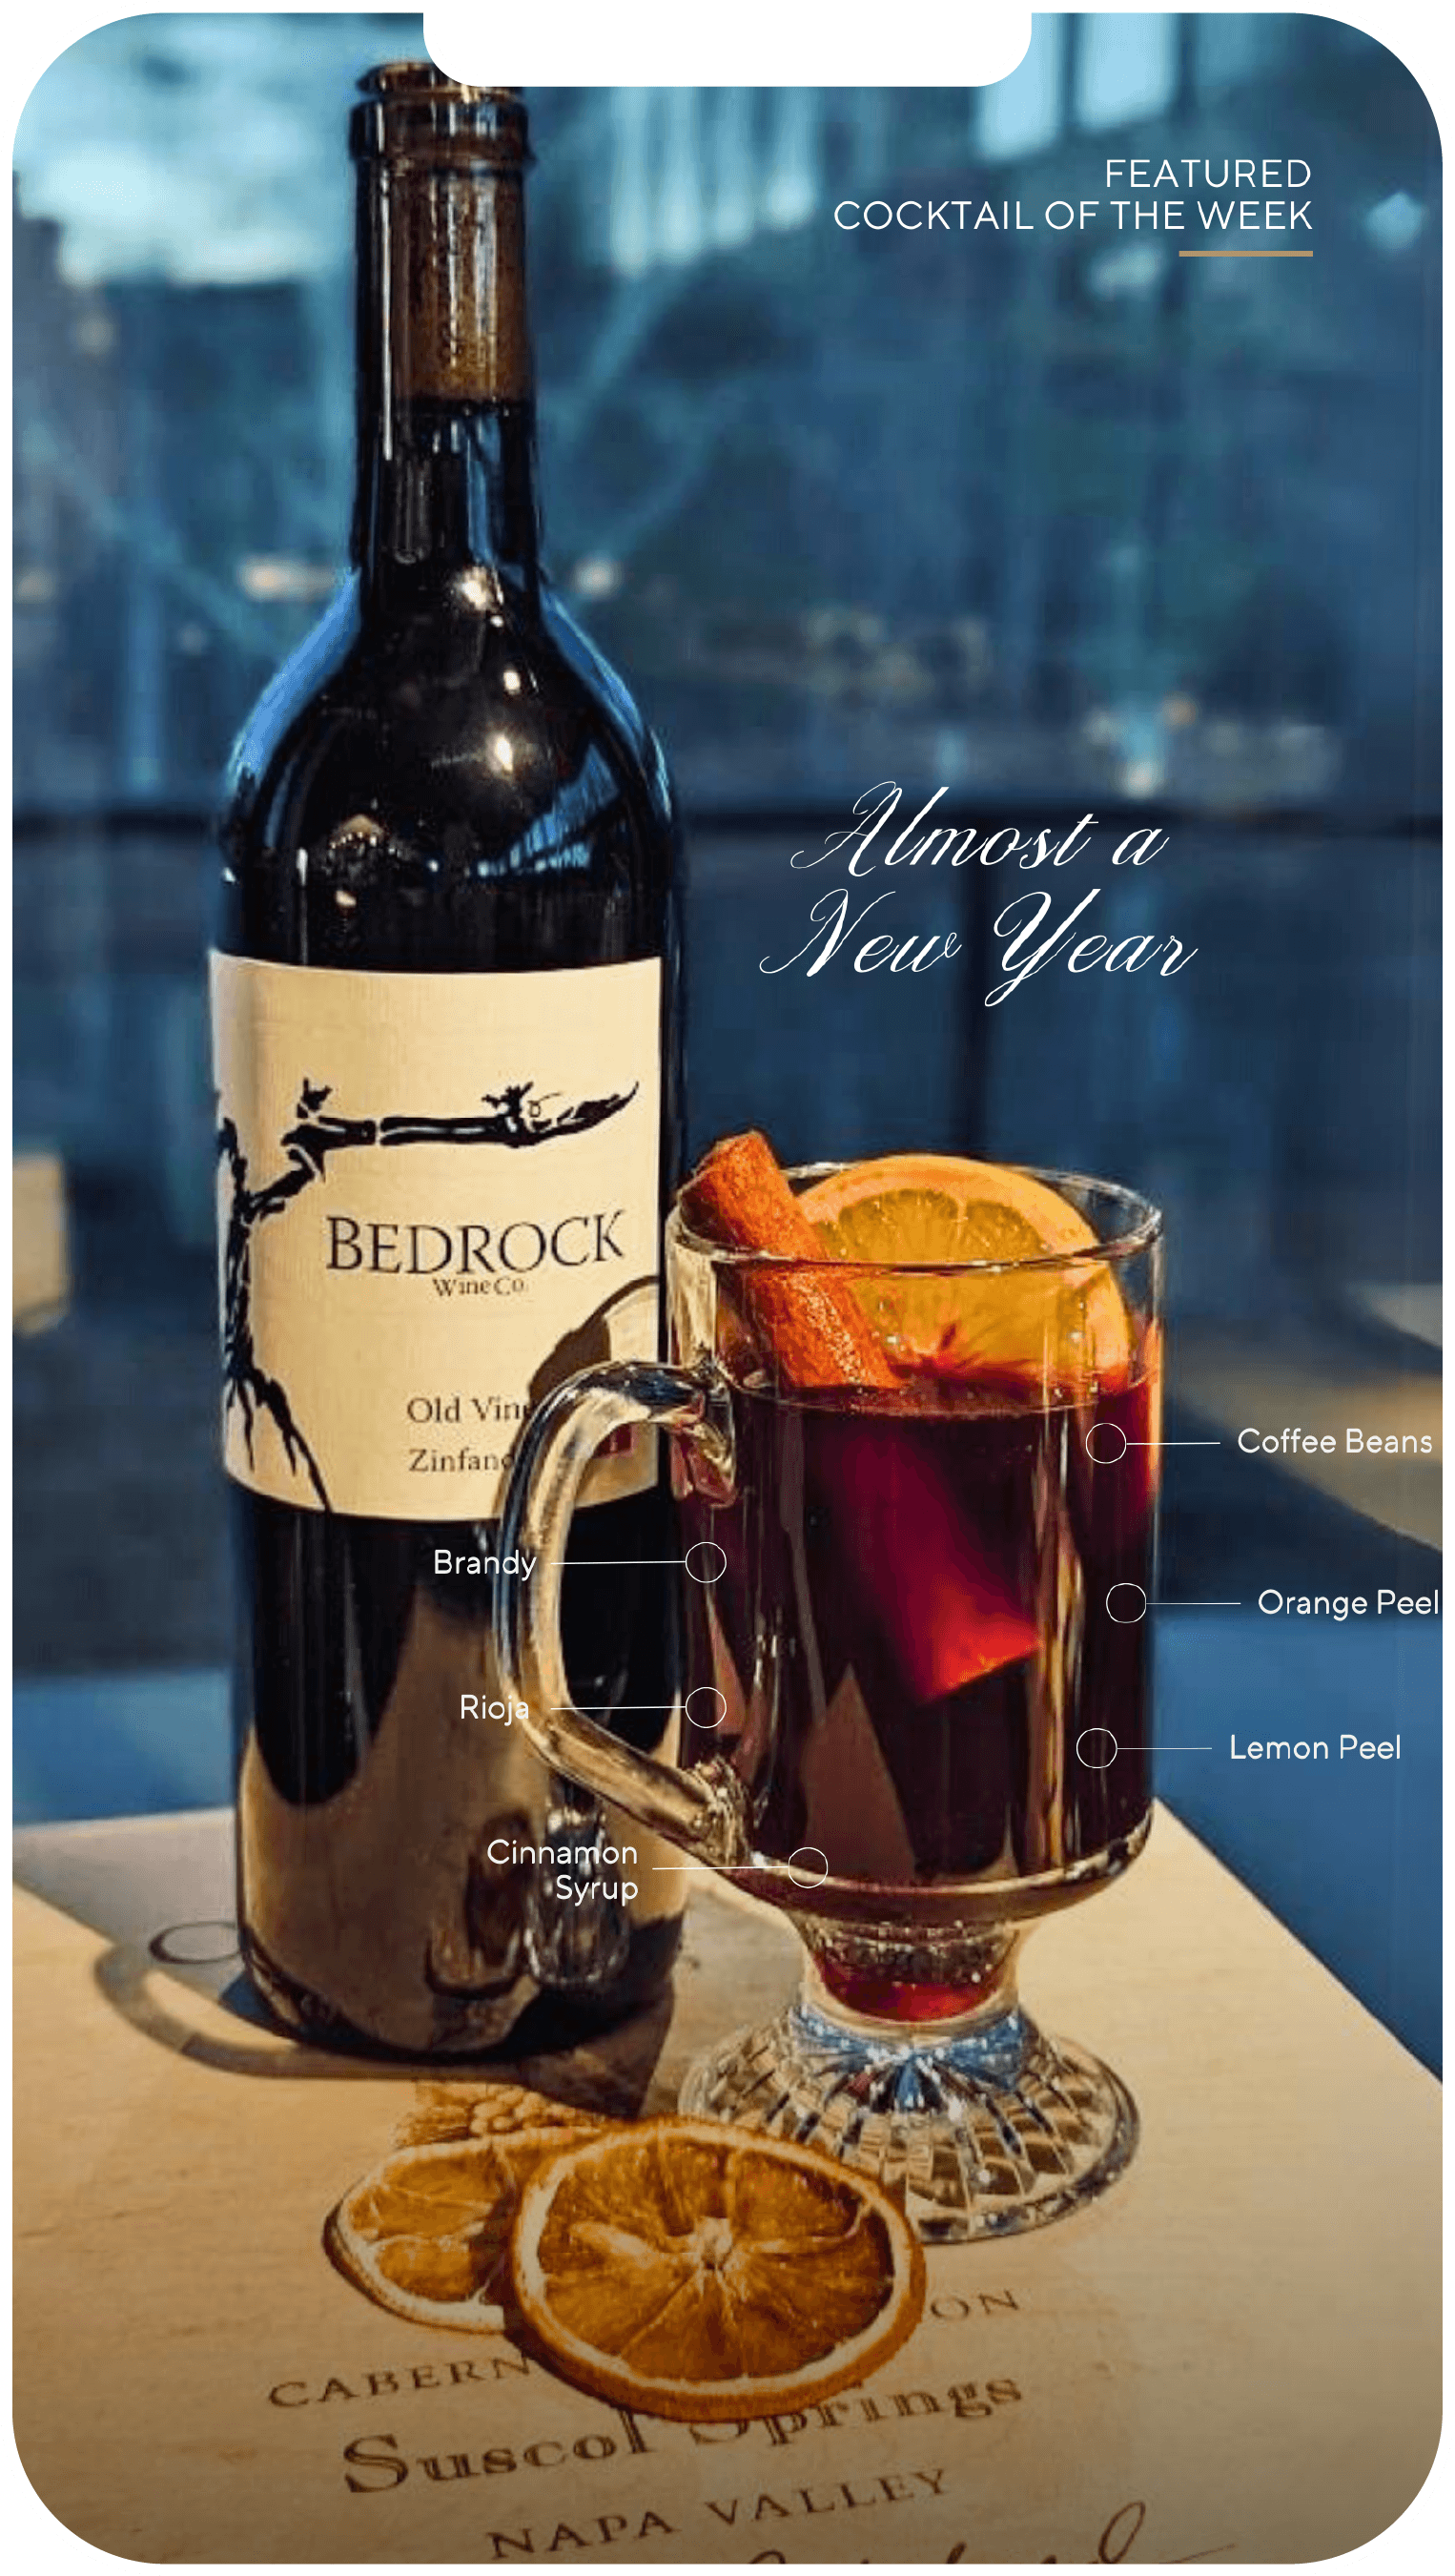 FEATURED
COCKTAIL OF THE WEEK
Almost a
New Year
BEDROCK
Wine Co.
Old Vin
Zinfand
Coffee Beans
Brandy
Orange Peel
Rioja
Lemon Peel
Cinnamon
Syrup
CABERN ON
Suscol Springs
NAPA VALLEY